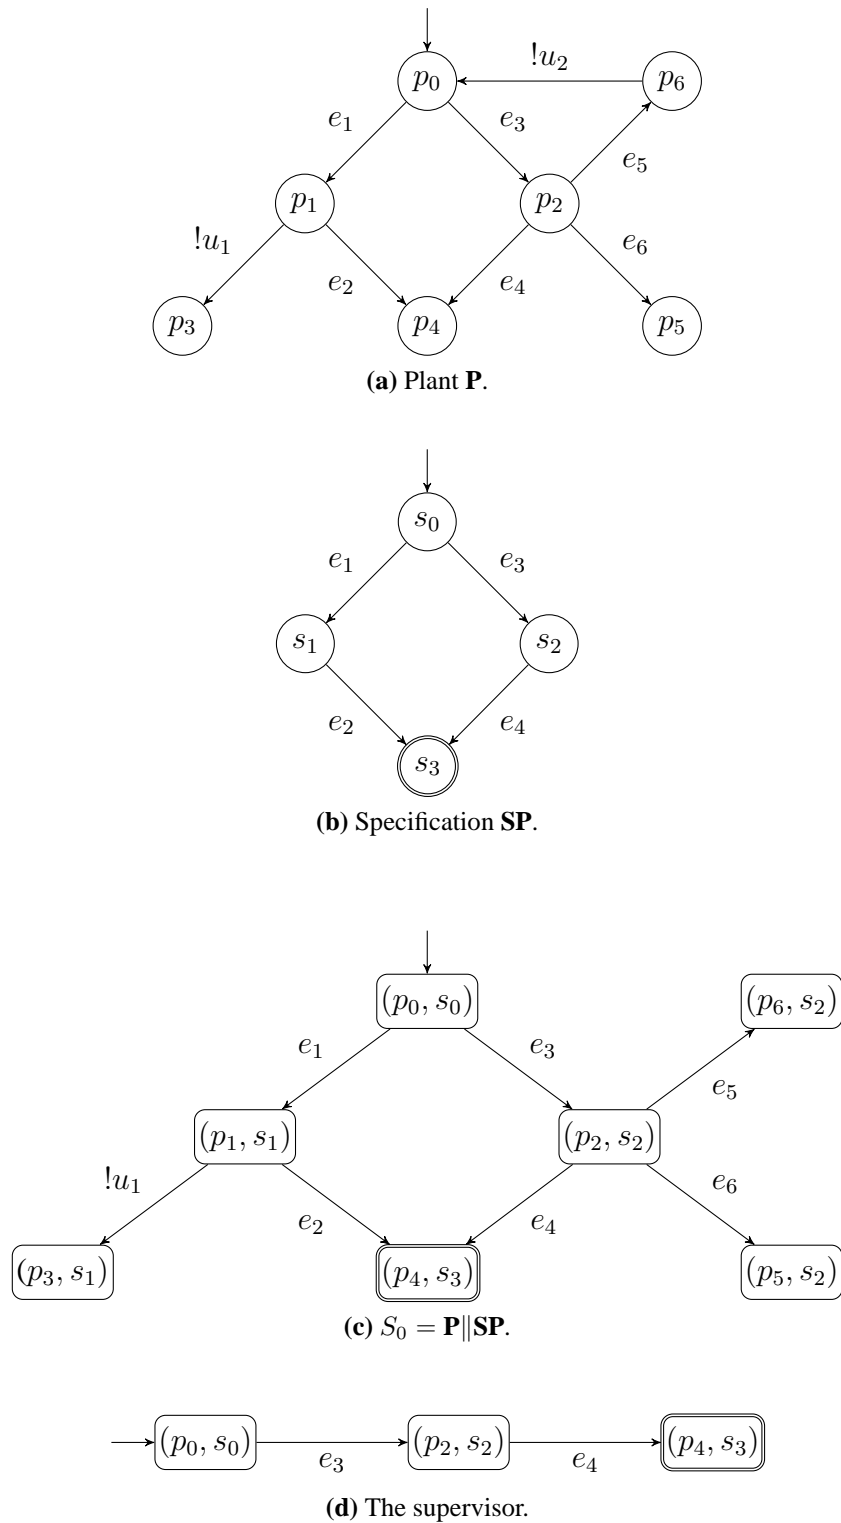 p₀
!u₂
p₆
e₁
e₃
e₅
p₁
p₂
!u₁
e₂
e₄
e₆
p₃
p₄
p₅
(a) Plant P.
s₀
e₁
e₃
s₁
s₂
e₂
e₄
s₃
(b) Specification SP.
(p₀, s₀)
(p₆, s₂)
e₁
e₃
e₅
(p₁, s₁)
(p₂, s₂)
!u₁
e₂
e₄
e₆
(p₃, s₁)
(p₄, s₃)
(p₅, s₂)
(c) S₀ = P||SP.
(p₀, s₀)
e₃
(p₂, s₂)
e₄
(p₄, s₃)
(d) The supervisor.